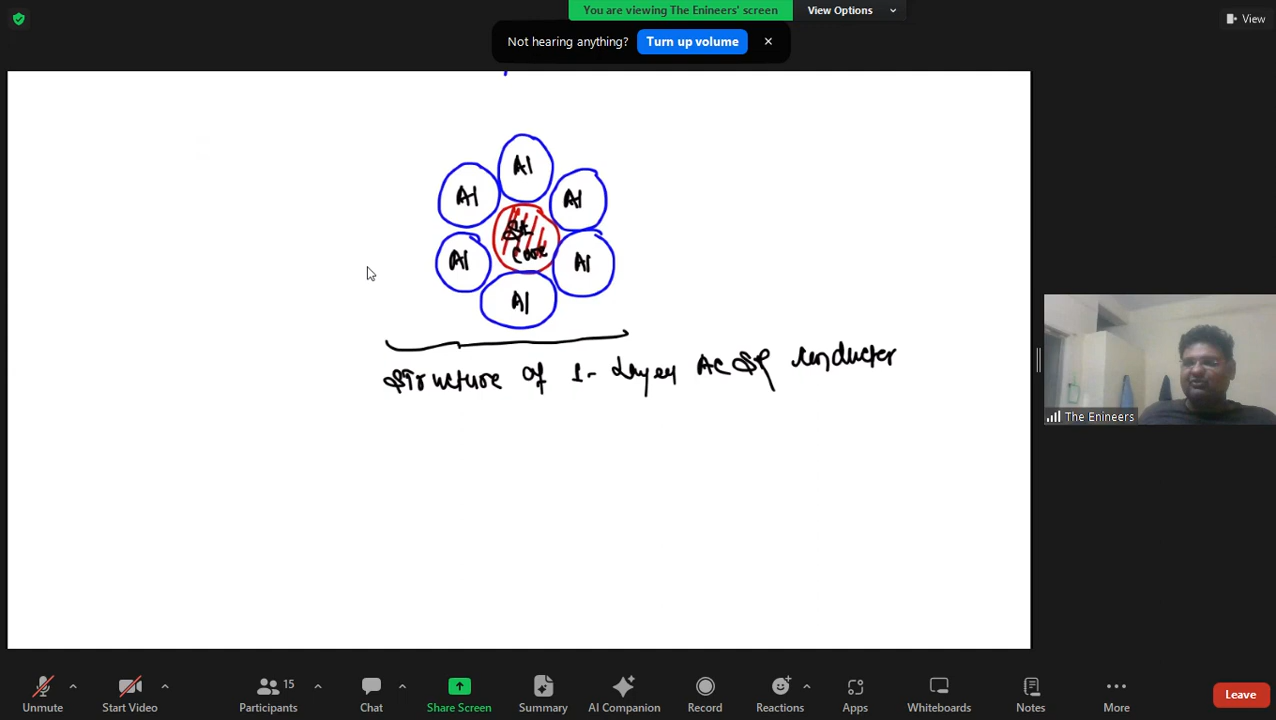 You are viewing The Enineers' screen
View Options
View
Not hearing anything?
Turn up volume
Al
Al
Al
Al
Al
Al
Structure of 1-Layer ACSR conductor
The Enineers
Unmute
Start Video
Participants
15
Chat
Share Screen
Summary
AI Companion
Record
Reactions
Apps
Whiteboards
Notes
More
Leave